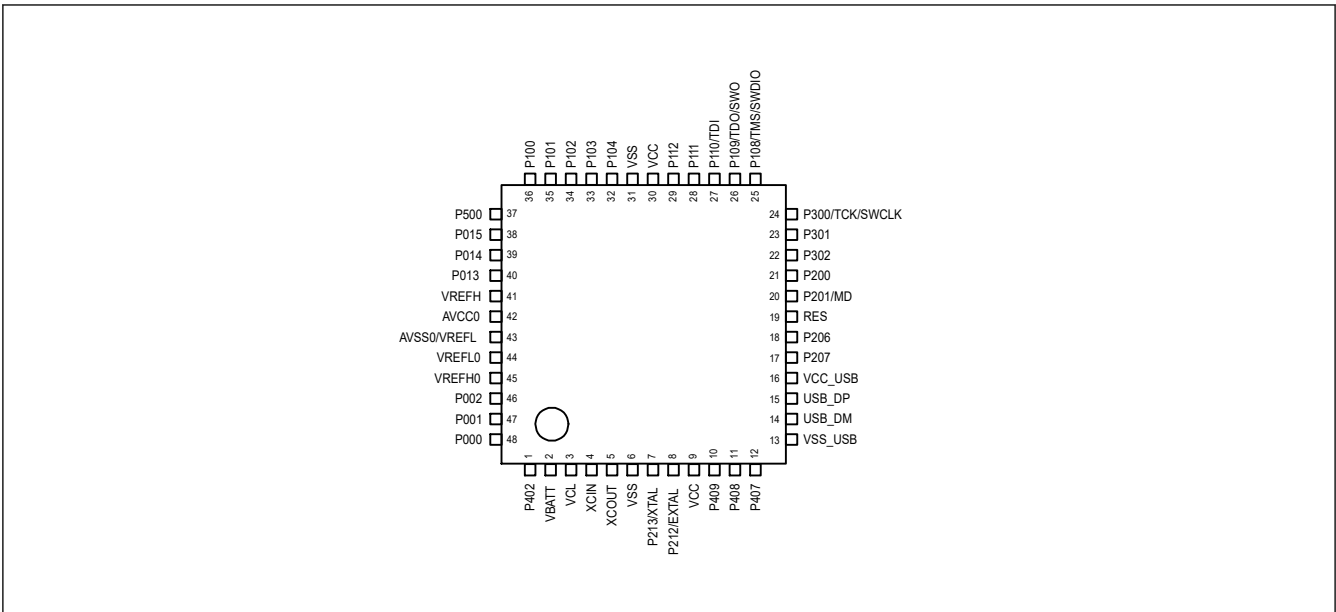 P100
P101
P102
P103
P104
VSS
VCC
P112
P111
P110/TDI
P109/TDO/SWO
P108/TMS/SWDIO
36
35
34
33
32
31
30
29
28
27
26
25
P500 37
P015 38
P014 39
P013 40
VREFH 41
AVCC0 42
AVSS0/VREFL 43
VREFL0 44
VREFH0 45
P002 46
P001 47
P000 48
24 P300/TCK/SWCLK
23 P301
22 P302
21 P200
20 P201/MD
19 RES
18 P206
17 P207
16 VCC_USB
15 USB_DP
14 USB_DM
13 VSS_USB
1
2
3
4
5
6
7
8
9
10
11
12
P402
VBATT
VCL
XCIN
XCOUT
VSS
P213/XTAL
P212/EXTAL
VCC
P409
P408
P407